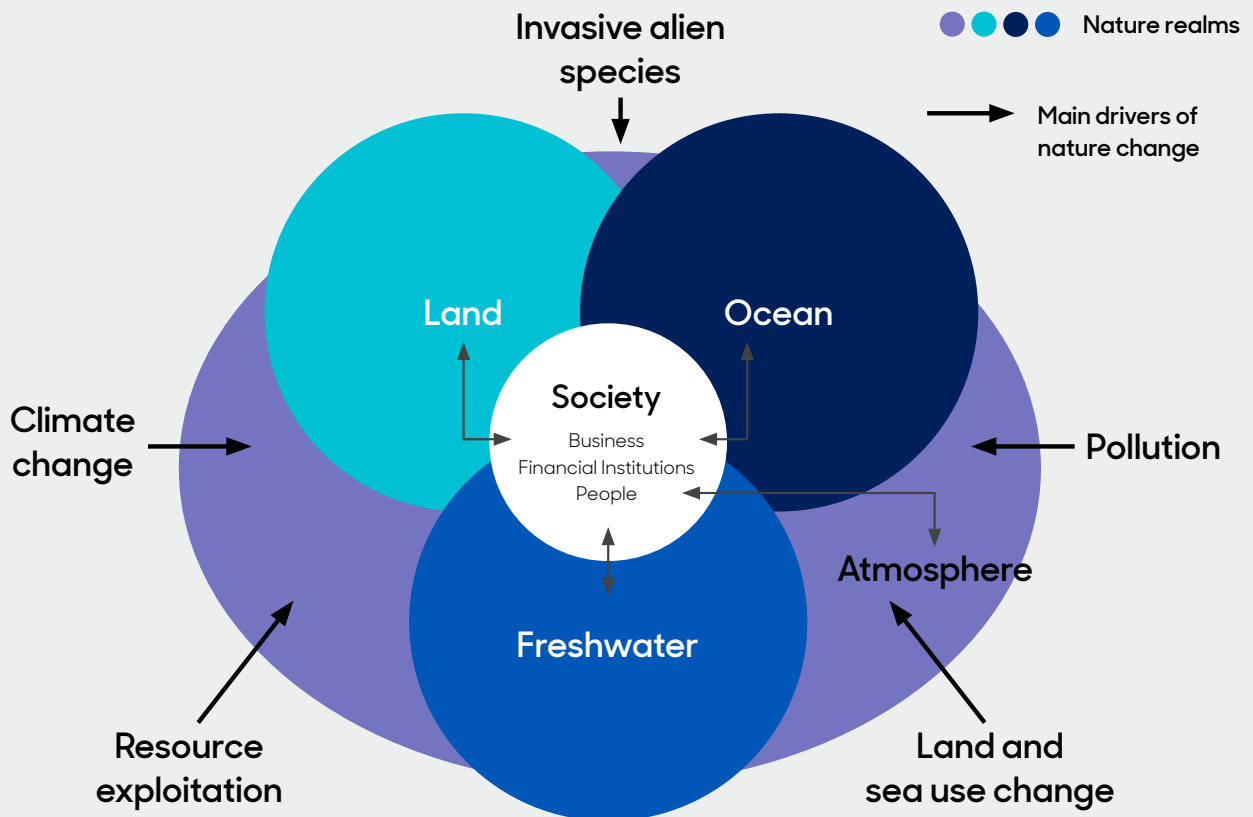 Invasive alien
species
Nature realms
Main drivers of
nature change
Land
Ocean
Society
Business
Financial Institutions
People
Climate
change
Pollution
Atmosphere
Freshwater
Resource
exploitation
Land and
sea use change